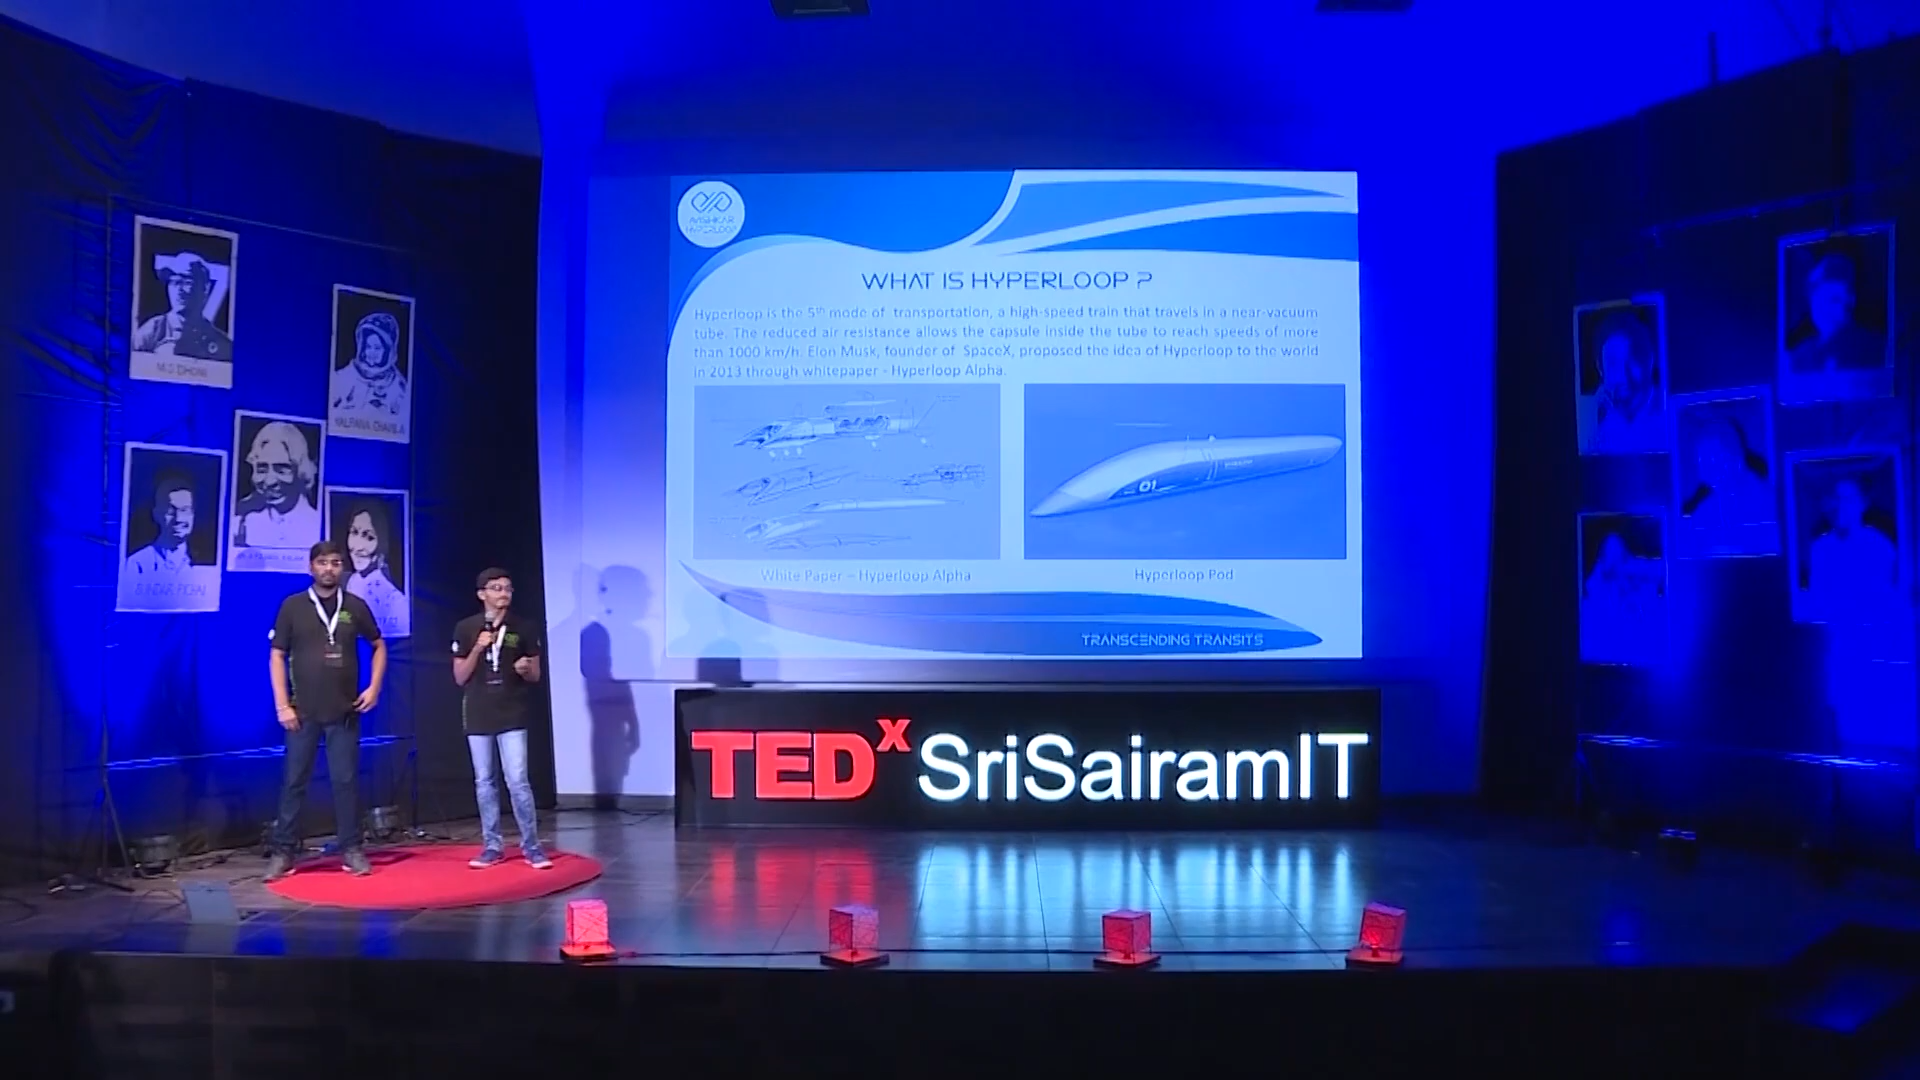 AVISHKAR
HYPERLOOP
WHAT IS HYPERLOOP ?
Hyperloop is the 5th mode of transportation, a high-speed train that travels in a near-vacuum
tube. The reduced air resistance allows the capsule inside the tube to reach speeds of more
than 1000 km/h. Elon Musk, founder of SpaceX, proposed the idea of Hyperloop to the world
in 2013 through whitepaper - Hyperloop Alpha.
01
White Paper – Hyperloop Alpha
Hyperloop Pod
TRANSCENDING TRANSITS
M.S DHONI
KALPANA CHAWLA
SUNDAR PICHAI
TEDx SriSairamIT